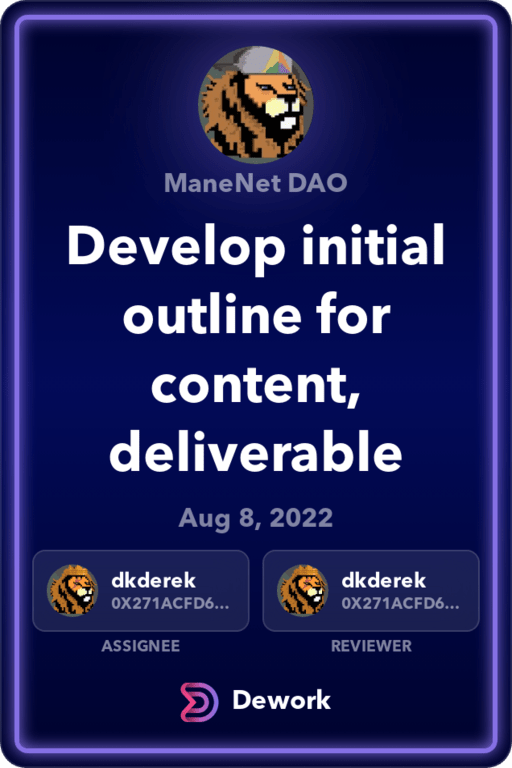 ManeNet DAO
Develop initial
outline for
content,
deliverable
Aug 8, 2022
dkderek
0X271ACFD6...
ASSIGNEE
dkderek
0X271ACFD6...
REVIEWER
Dework